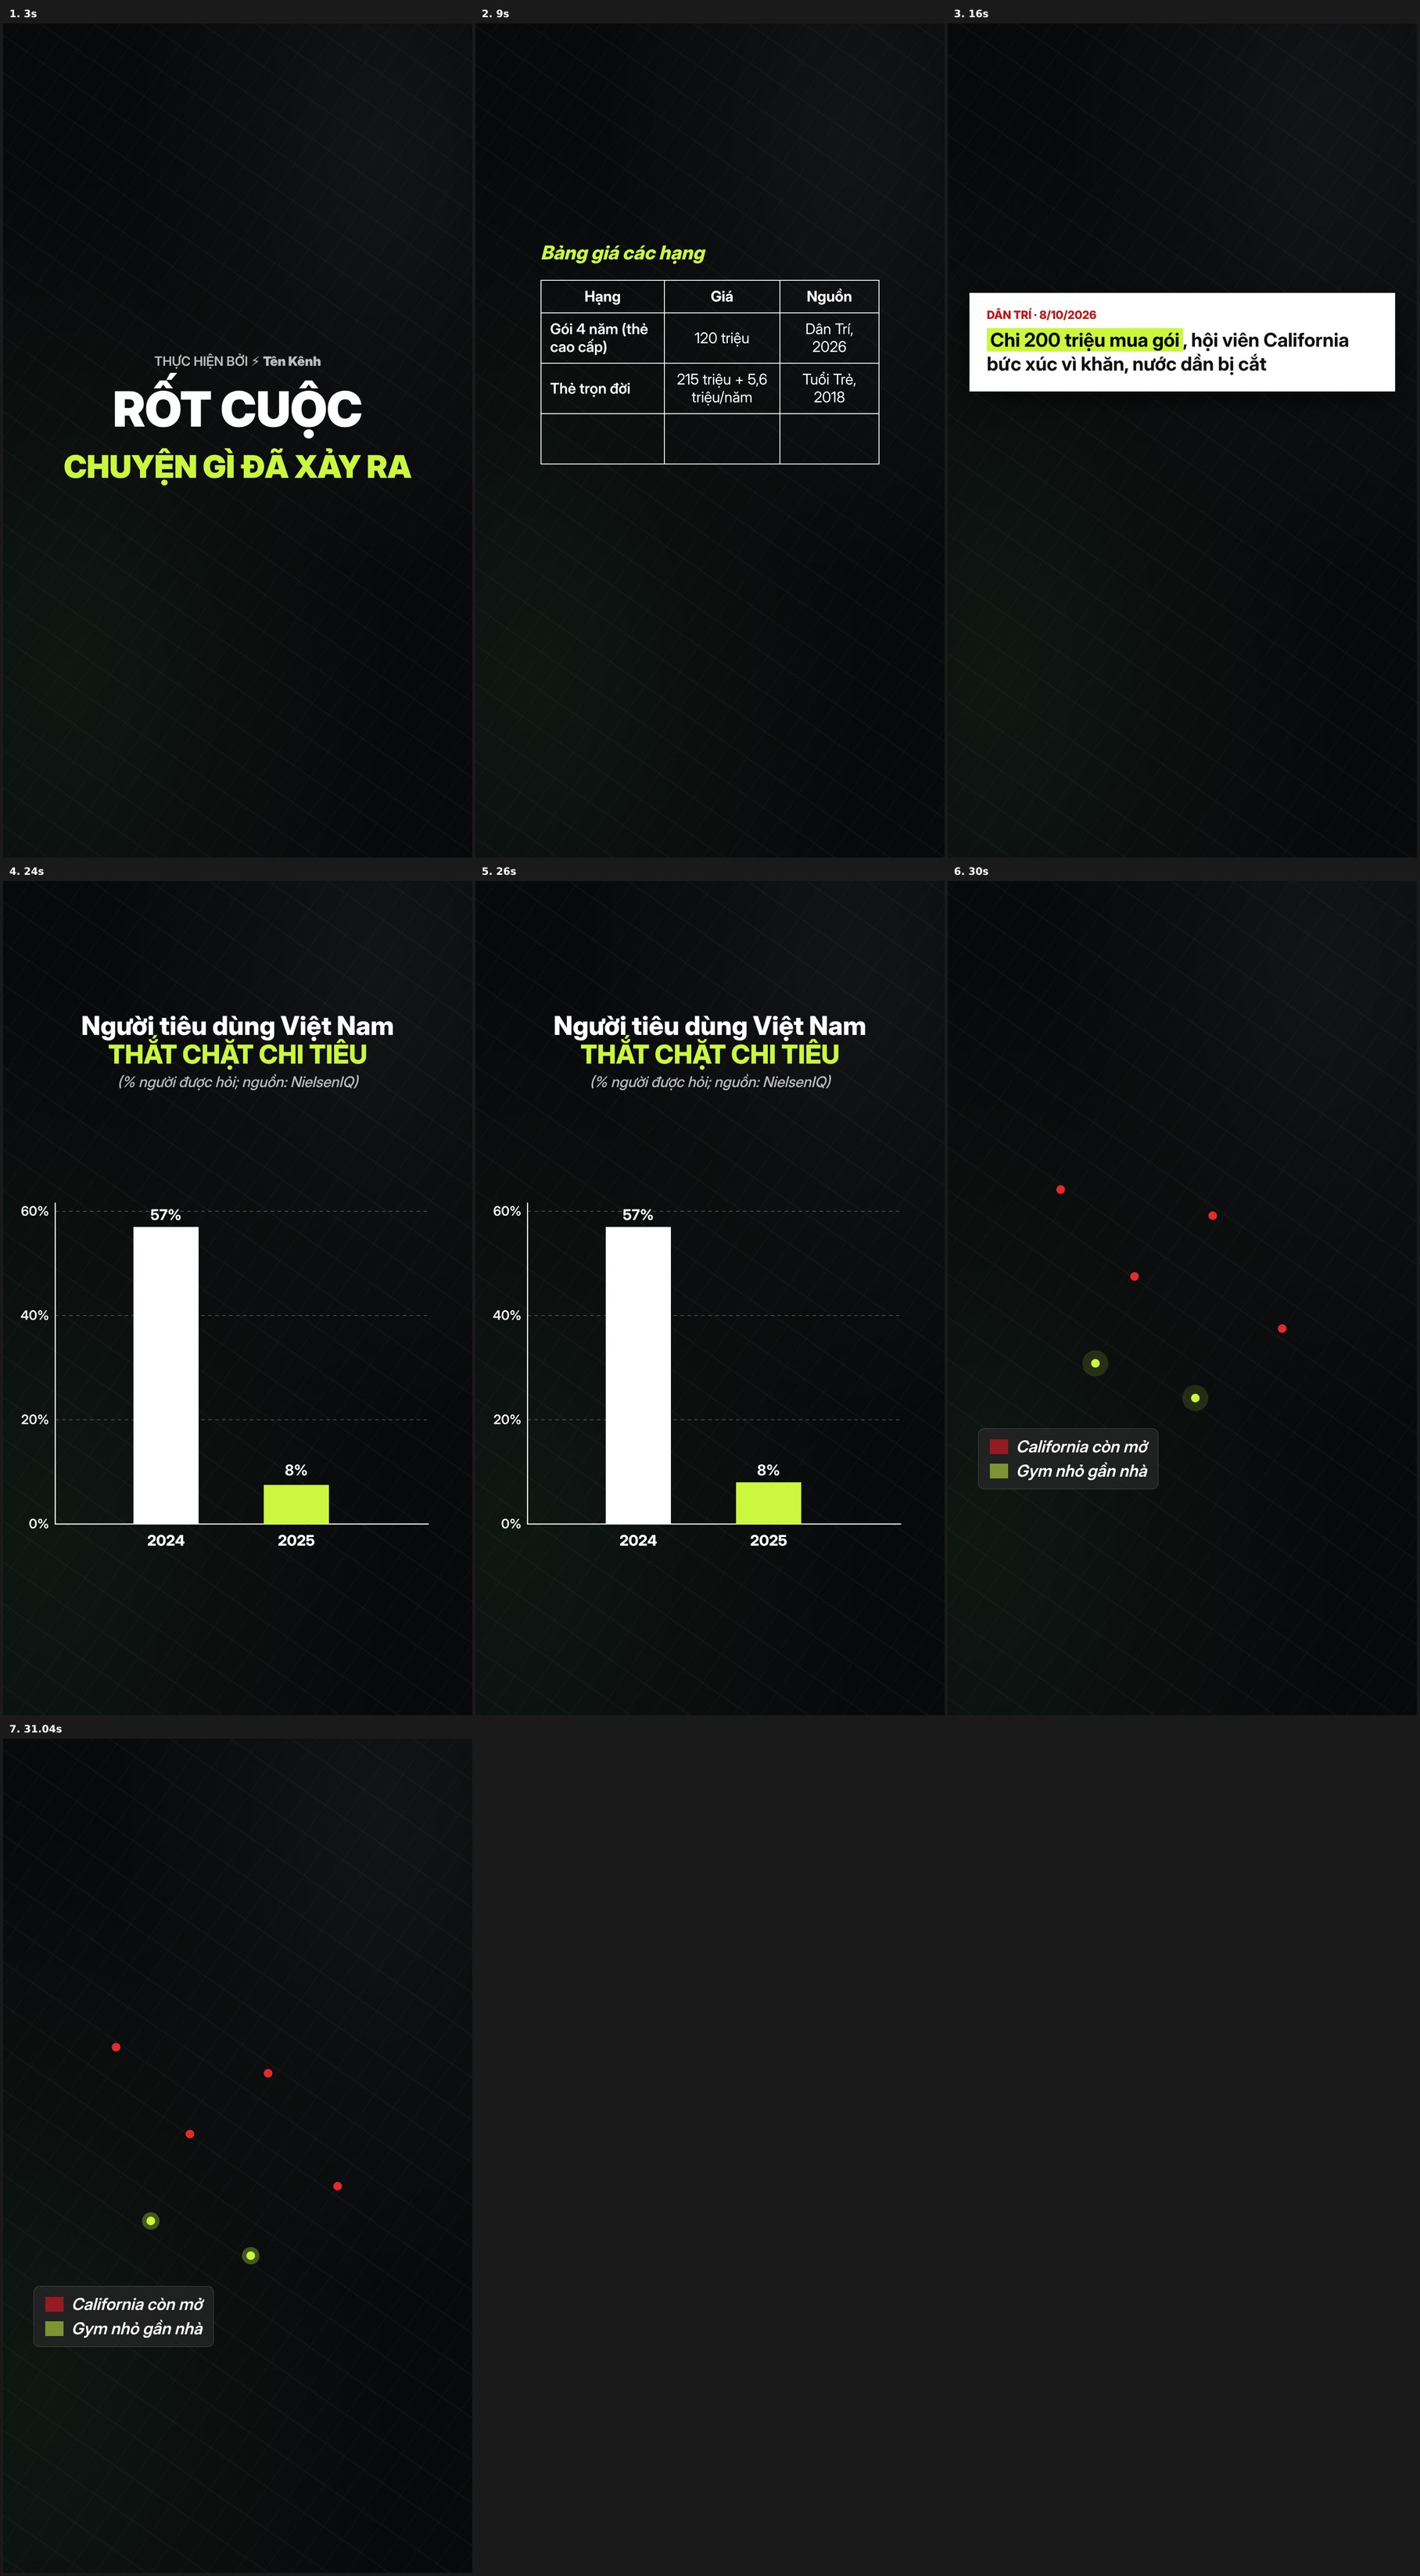 1. 3s
THỰC HIỆN BỞI ⚡ Tên Kênh
RỐT CUỘC
CHUYỆN GÌ ĐÃ XẢY RA
2. 9s
Bảng giá các hạng
Hạng Giá Nguồn
Gói 4 năm (thẻ cao cấp) 120 triệu Dân Trí, 2026
Thẻ trọn đời 215 triệu + 5,6 triệu/năm Tuổi Trẻ, 2018
3. 16s
DÂN TRÍ · 8/10/2026
Chi 200 triệu mua gói, hội viên California
bức xúc vì khăn, nước dần bị cắt
4. 24s
Người tiêu dùng Việt Nam
THẮT CHẶT CHI TIÊU
(% người được hỏi; nguồn: NielsenIQ)
60%
57%
40%
20%
8%
0%
2024 2025
5. 26s
Người tiêu dùng Việt Nam
THẮT CHẶT CHI TIÊU
(% người được hỏi; nguồn: NielsenIQ)
60%
57%
40%
20%
8%
0%
2024 2025
6. 30s
California còn mở
Gym nhỏ gần nhà
7. 31.04s
California còn mở
Gym nhỏ gần nhà